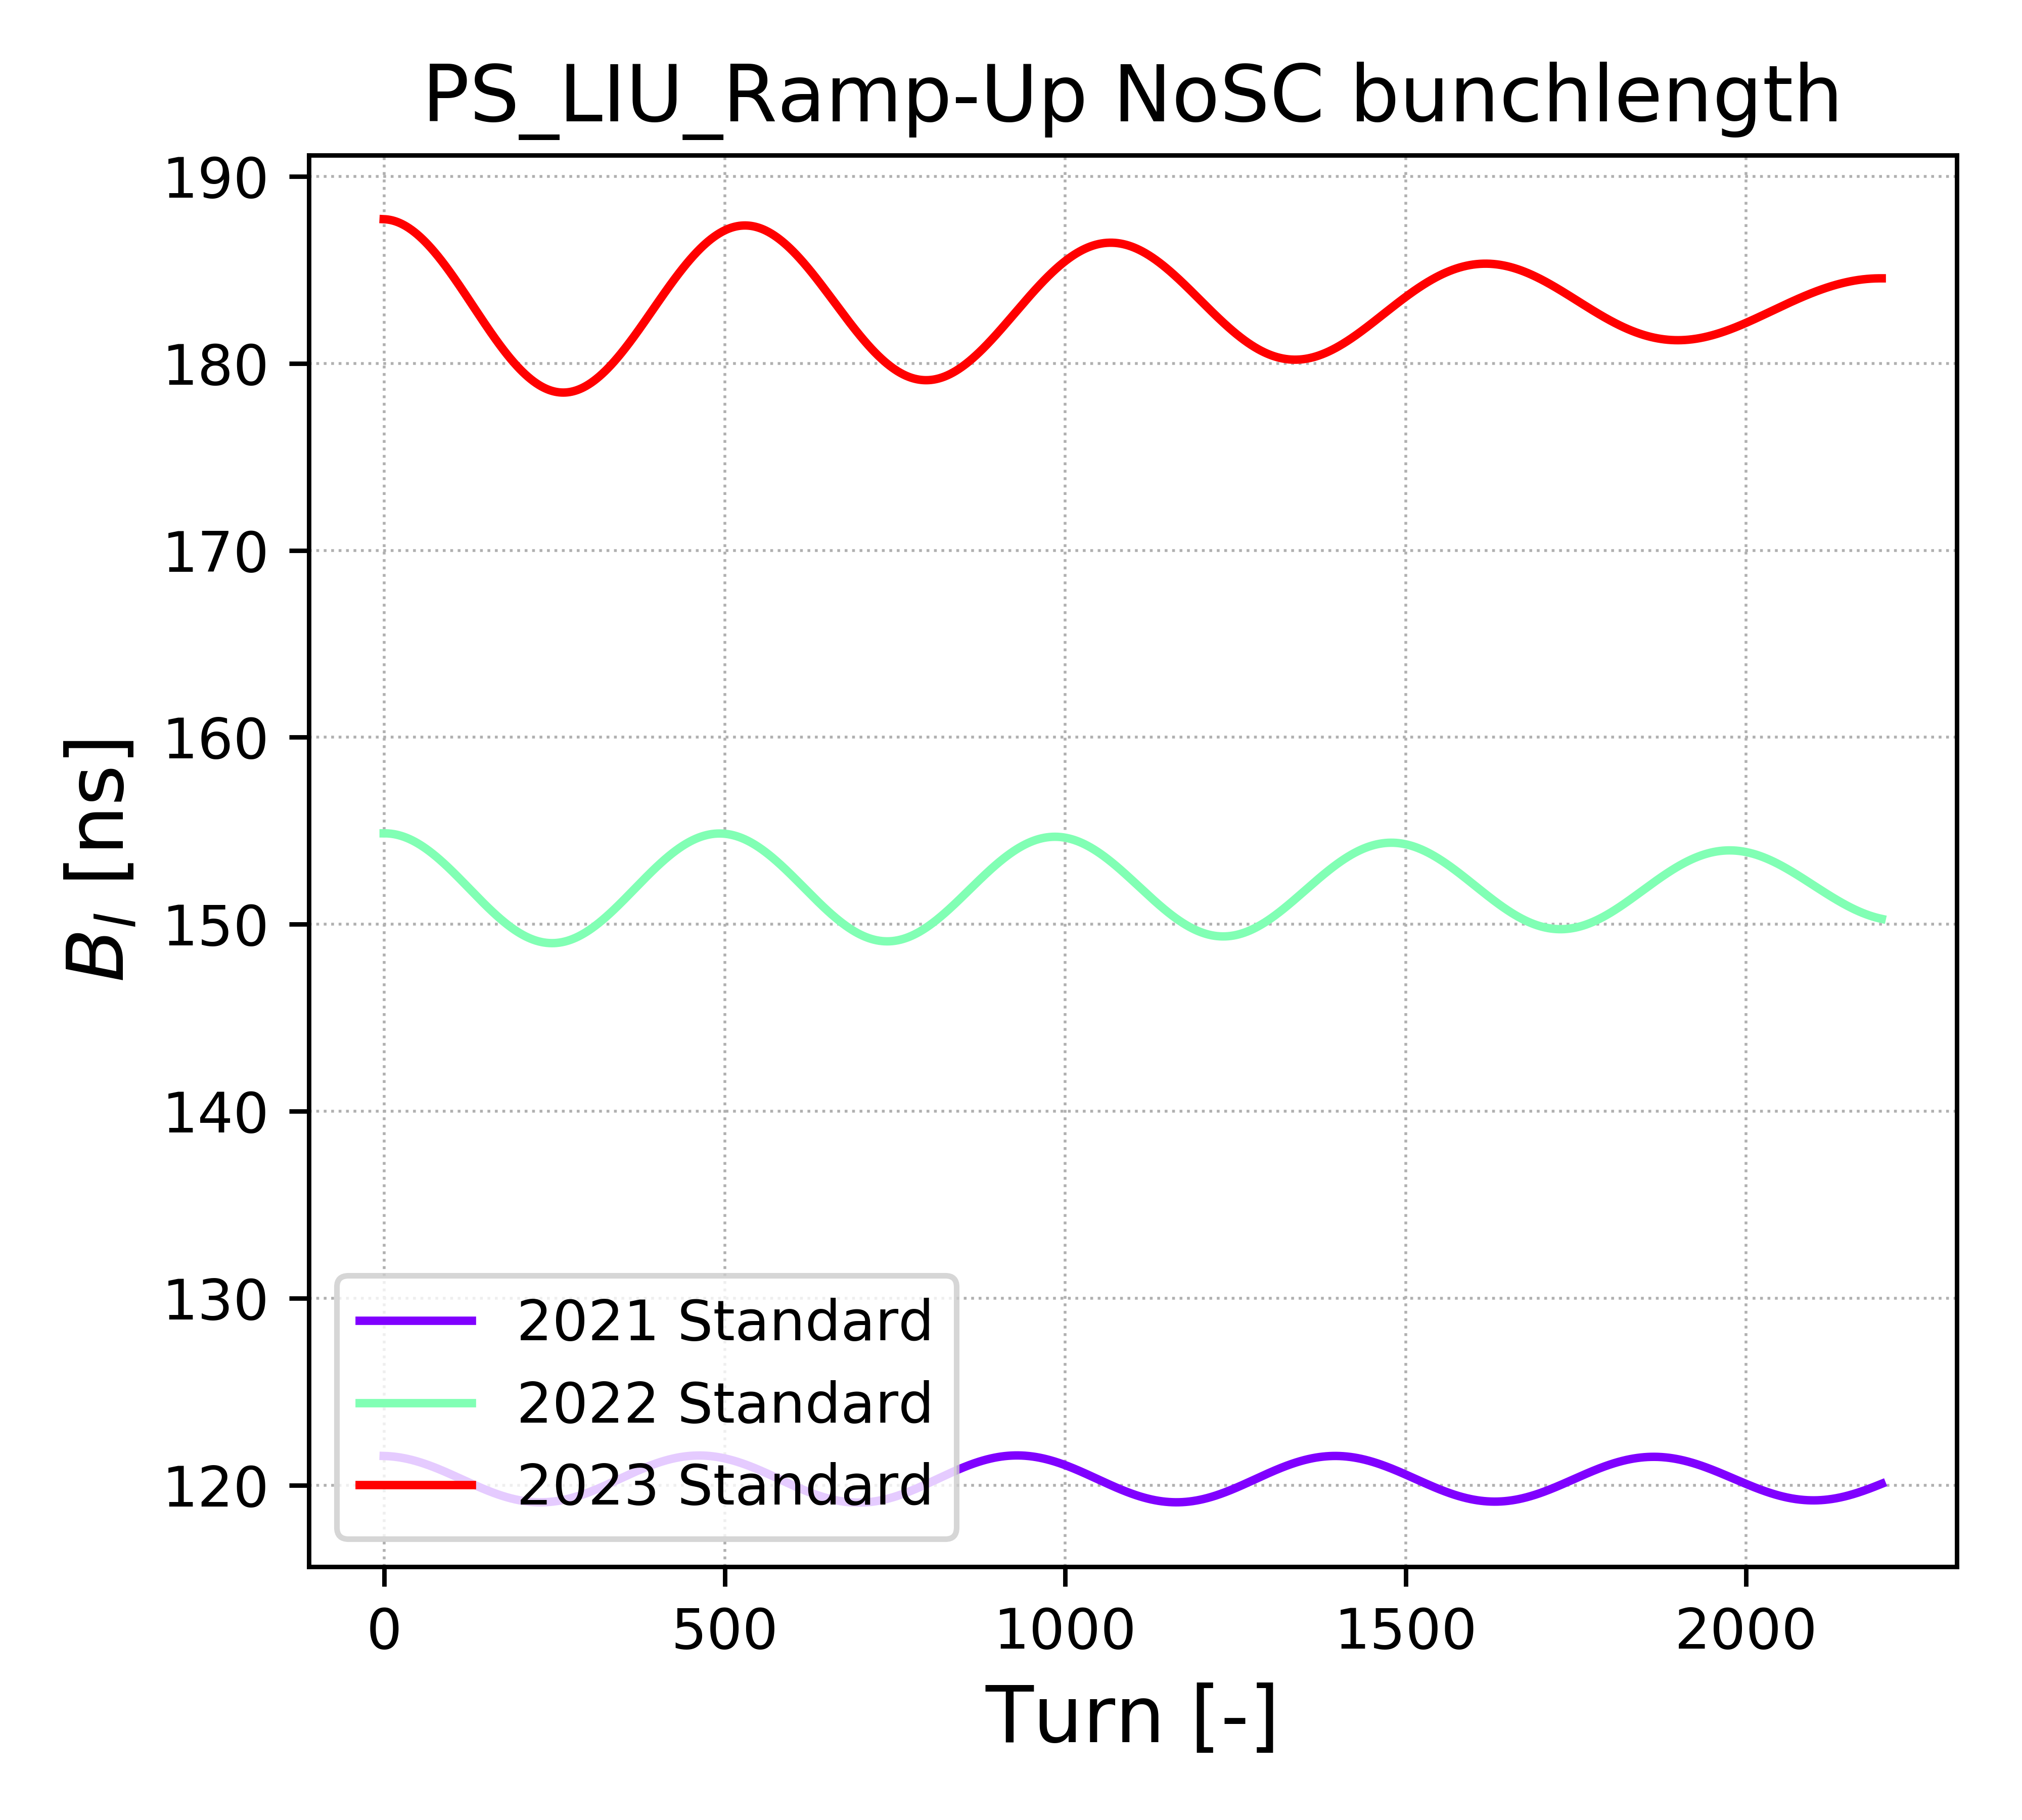 PS_LIU_Ramp-Up NoSC bunchlength
190
180
170
160
150
140
130
120
B_l [ns]
2021 Standard
2022 Standard
2023 Standard
0 500 1000 1500 2000
Turn [-]